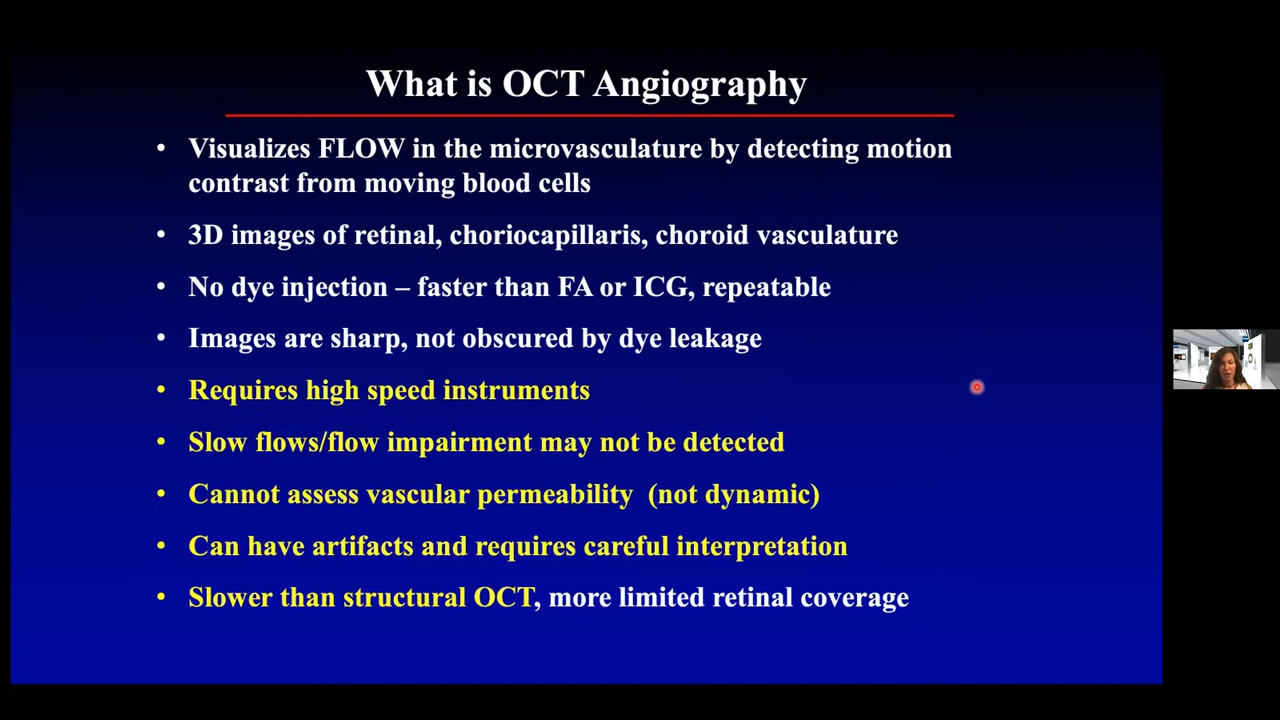 What is OCT Angiography
• Visualizes FLOW in the microvasculature by detecting motion
contrast from moving blood cells
• 3D images of retinal, choriocapillaris, choroid vasculature
• No dye injection – faster than FA or ICG, repeatable
• Images are sharp, not obscured by dye leakage
• Requires high speed instruments
• Slow flows/flow impairment may not be detected
• Cannot assess vascular permeability (not dynamic)
• Can have artifacts and requires careful interpretation
• Slower than structural OCT, more limited retinal coverage